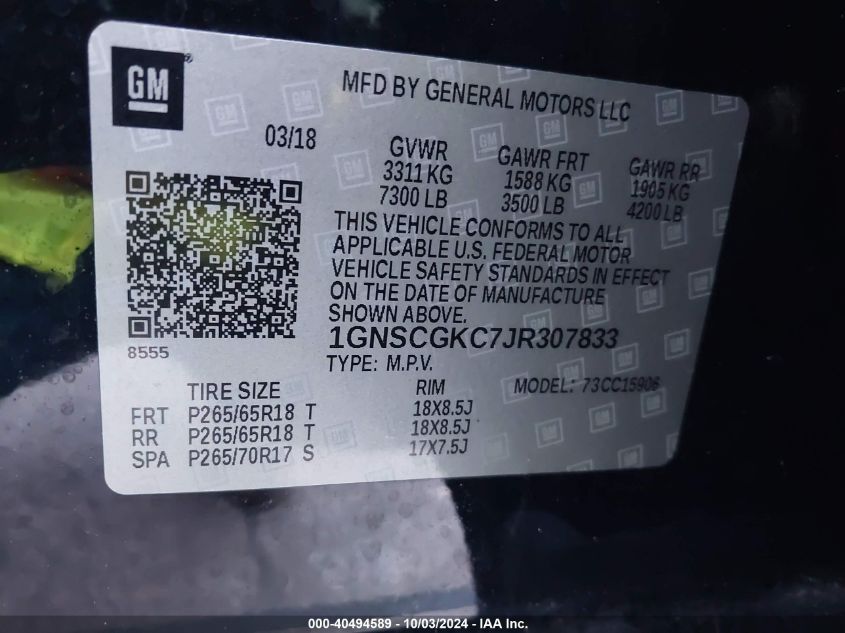 GM ®
MFD BY GENERAL MOTORS LLC
03/18
GVWR GAWR FRT GAWR RR
3311 KG 1588 KG 1905 KG
7300 LB 3500 LB 4200 LB
THIS VEHICLE CONFORMS TO ALL
APPLICABLE U.S. FEDERAL MOTOR
VEHICLE SAFETY STANDARDS IN EFFECT
ON THE DATE OF MANUFACTURE
SHOWN ABOVE.
1GNSCGKC7JR307833
8555
TYPE: M.P.V.
TIRE SIZE RIM MODEL: 73CC15906
FRT P265/65R18 T 18X8.5J
RR P265/65R18 T 18X8.5J
SPA P265/70R17 S 17X7.5J
000-40494589 - 10/03/2024 - IAA Inc.